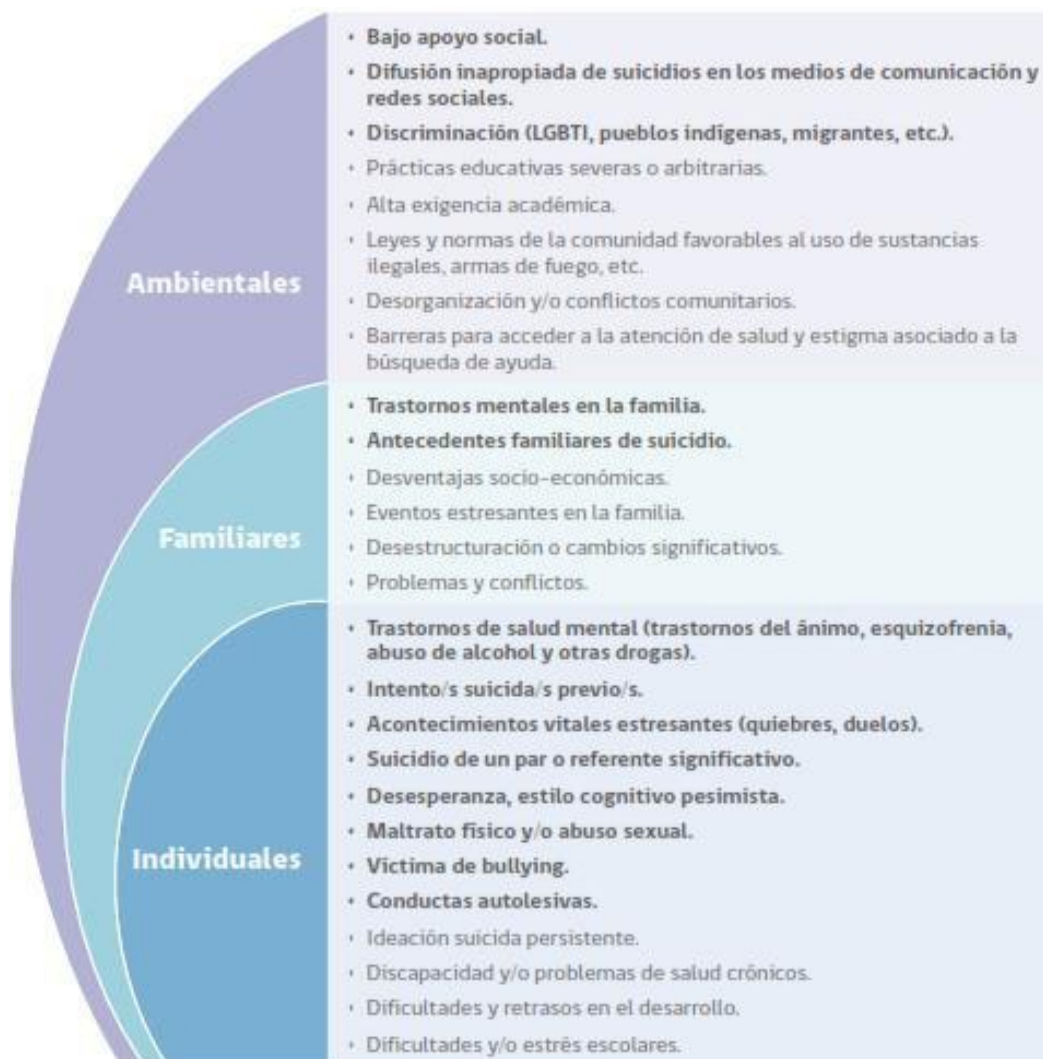 • Bajo apoyo social.
• Difusión inapropiada de suicidios en los medios de comunicación y
redes sociales.
• Discriminación (LGBTI, pueblos indígenas, migrantes, etc.).
• Prácticas educativas severas o arbitrarias.
• Alta exigencia académica.
• Leyes y normas de la comunidad favorables al uso de sustancias
ilegales, armas de fuego, etc.
• Desorganización y/o conflictos comunitarios.
• Barreras para acceder a la atención de salud y estigma asociado a la
búsqueda de ayuda.
Ambientales
• Trastornos mentales en la familia.
• Antecedentes familiares de suicidio.
• Desventajas socio-económicas.
• Eventos estresantes en la familia.
• Desestructuración o cambios significativos.
• Problemas y conflictos.
Familiares
• Trastornos de salud mental (trastornos del ánimo, esquizofrenia,
abuso de alcohol y otras drogas).
• Intento/s suicida/s previo/s.
• Acontecimientos vitales estresantes (quiebres, duelos).
• Suicidio de un par o referente significativo.
• Desesperanza, estilo cognitivo pesimista.
• Maltrato físico y/o abuso sexual.
• Víctima de bullying.
• Conductas autolesivas.
• Ideación suicida persistente.
• Discapacidad y/o problemas de salud crónicos.
• Dificultades y retrasos en el desarrollo.
• Dificultades y/o estrés escolares.
Individuales